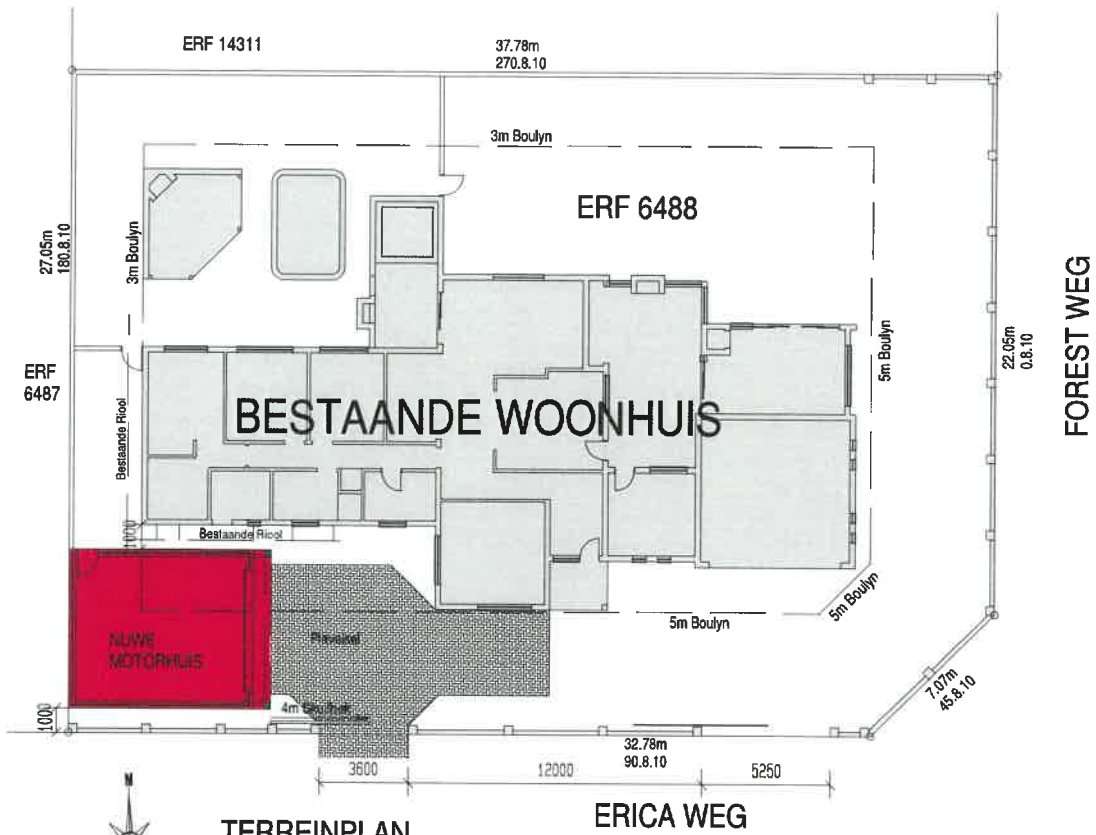 ERF 14311
37.78m
270.8.10
3m Boulyn
ERF 6488
27.05m
180.8.10
3m Boulyn
FOREST WEG
22.05m
0.8.10
5m Boulyn
ERF
6487
Bestaande Riool
BESTAANDE WOONHUIS
1000
Bestaande Riool
5m Boulyn
5m Boulyn
NUWE
MOTORHUIS
Plaveisel
4m Skuifhek
7.07m
45.8.10
1000
32.78m
90.8.10
3600
12000
5250
N
ERICA WEG
TERREINPLAN